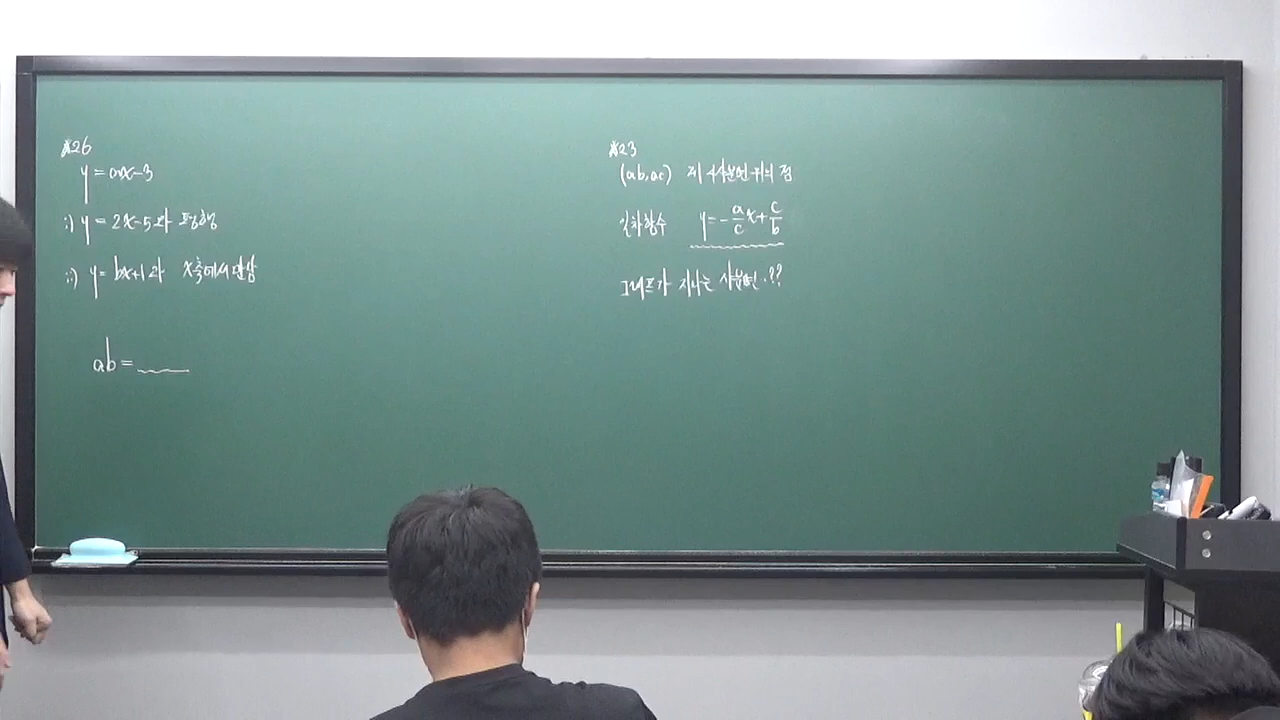 ※26
y = ax-3
i) y = 2x-5와 평행
ii) y = bx+1과 x축에서 만남
ab =
※23
(ab, ac) 제 4사분면 위의 점
일차함수 y = -\frac{a}{c}x+\frac{c}{b}
그래프가 지나는 사분면.??